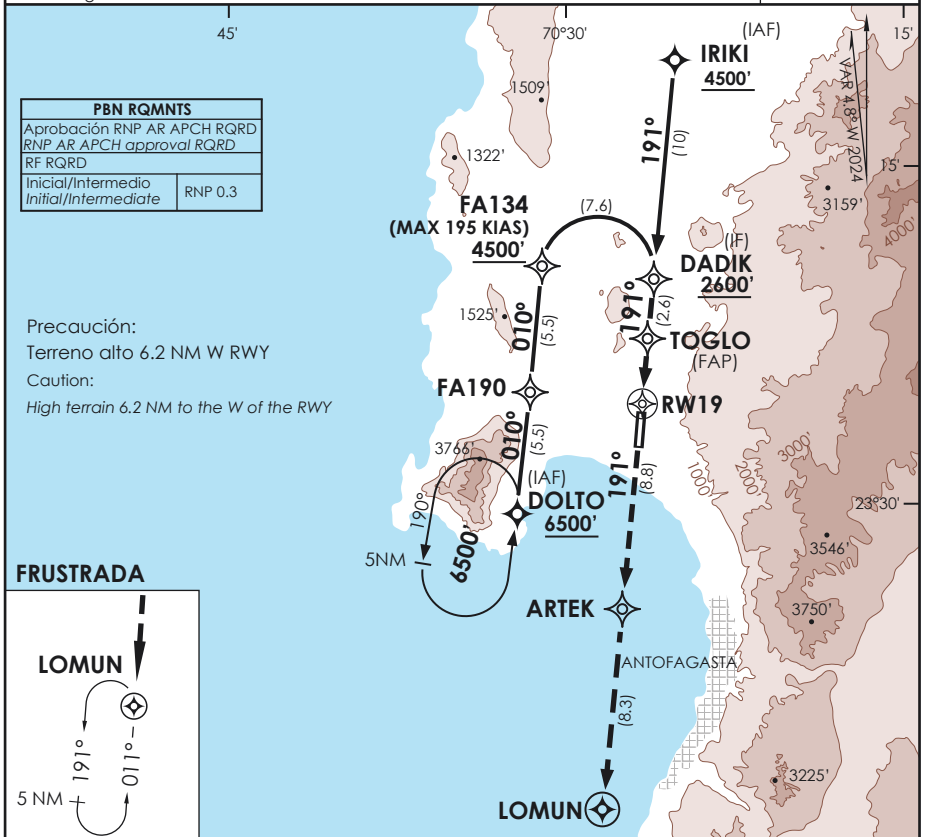 45'
70°30'
15'
(IAF)
IRIKI
4500'
VAR 4.8° W 2024
1509'
PBN RQMNTS
Aprobación RNP AR APCH RQRD
RNP AR APCH approval RQRD
RF RQRD
Inicial/Intermedio
Initial/Intermediate
RNP 0.3
1322'
191°
(10)
15'
3159'
4000'
FA134
(MAX 195 KIAS)
4500'
(7.6)
(IF)
DADIK
2600'
1525'
010°
(5.5)
191°
(2.6)
TOGLO
(FAP)
Precaución:
Terreno alto 6.2 NM W RWY
Caution:
High terrain 6.2 NM to the W of the RWY
FA190
RW19
010°
(5.5)
3766'
(IAF)
DOLTO
6500'
190°
6500'
5NM
191°
(8.8)
1000'
2000'
3000'
23°30'
3546'
3750'
ARTEK
ANTOFAGASTA
(8.3)
3225'
LOMUN
FRUSTRADA
LOMUN
191°
011°
5 NM